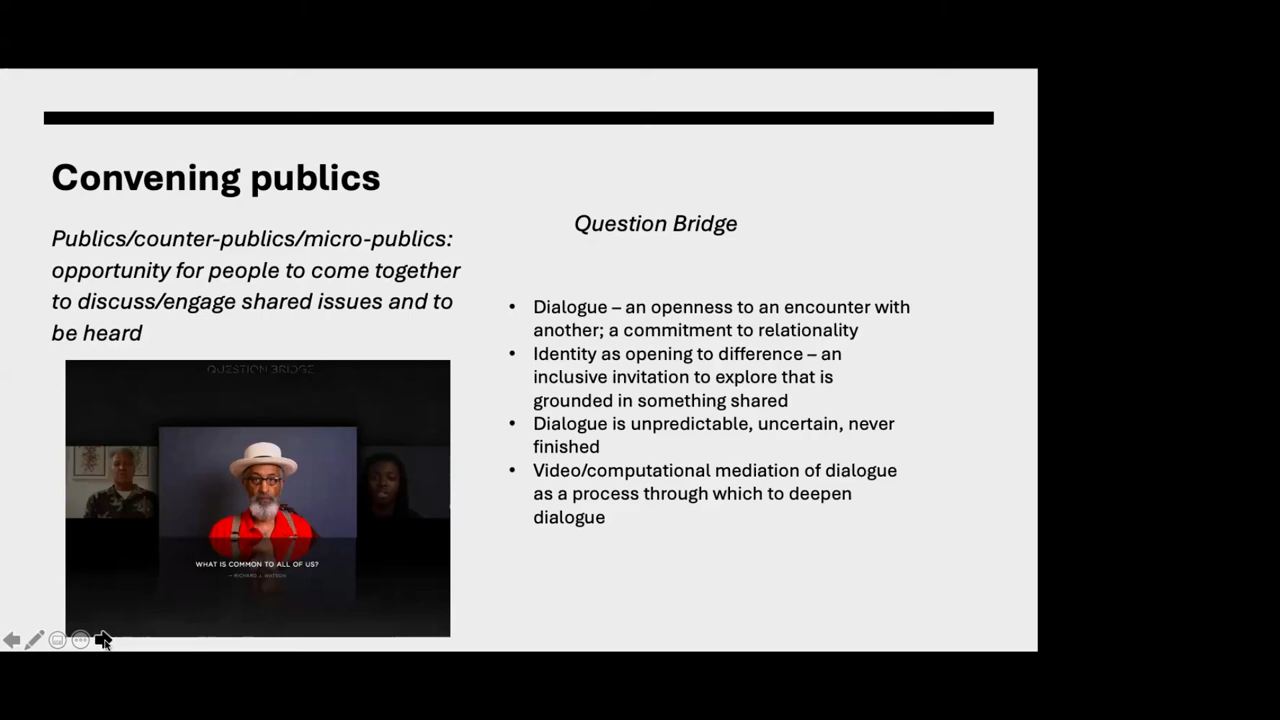 Convening publics
Publics/counter-publics/micro-publics:
opportunity for people to come together
to discuss/engage shared issues and to
be heard
QUESTION BRIDGE
WHAT IS COMMON TO ALL OF US?
— RICHARD J. WATSON
Question Bridge
• Dialogue – an openness to an encounter with
another; a commitment to relationality
• Identity as opening to difference – an
inclusive invitation to explore that is
grounded in something shared
• Dialogue is unpredictable, uncertain, never
finished
• Video/computational mediation of dialogue
as a process through which to deepen
dialogue